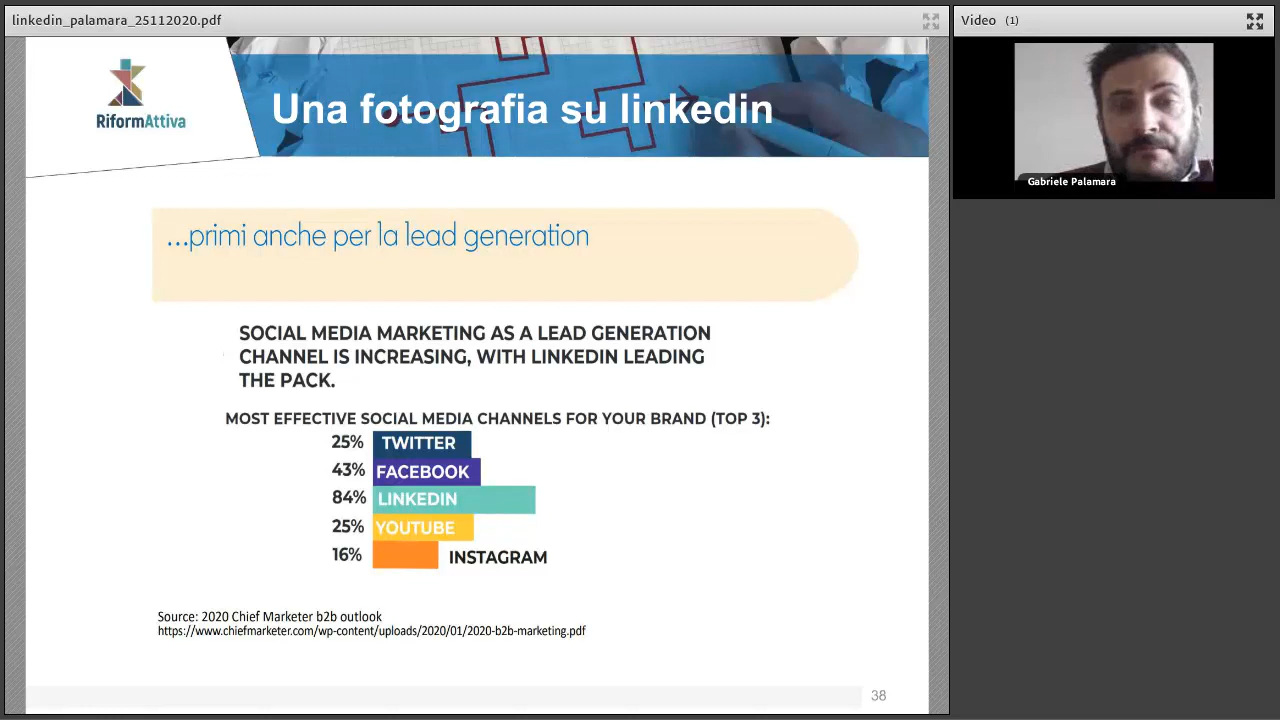 linkedin_palamara_25112020.pdf
Video (1)
RiformAttiva
Una fotografia su linkedin
Gabriele Palamara
...primi anche per la lead generation
SOCIAL MEDIA MARKETING AS A LEAD GENERATION
CHANNEL IS INCREASING, WITH LINKEDIN LEADING
THE PACK.
MOST EFFECTIVE SOCIAL MEDIA CHANNELS FOR YOUR BRAND (TOP 3):
25% TWITTER
43% FACEBOOK
84% LINKEDIN
25% YOUTUBE
16% INSTAGRAM
Source: 2020 Chief Marketer b2b outlook
https://www.chiefmarketer.com/wp-content/uploads/2020/01/2020-b2b-marketing.pdf
38